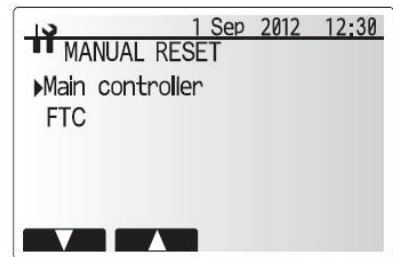 1 Sep 2012 12:30
MANUAL RESET
Main controller
FTC